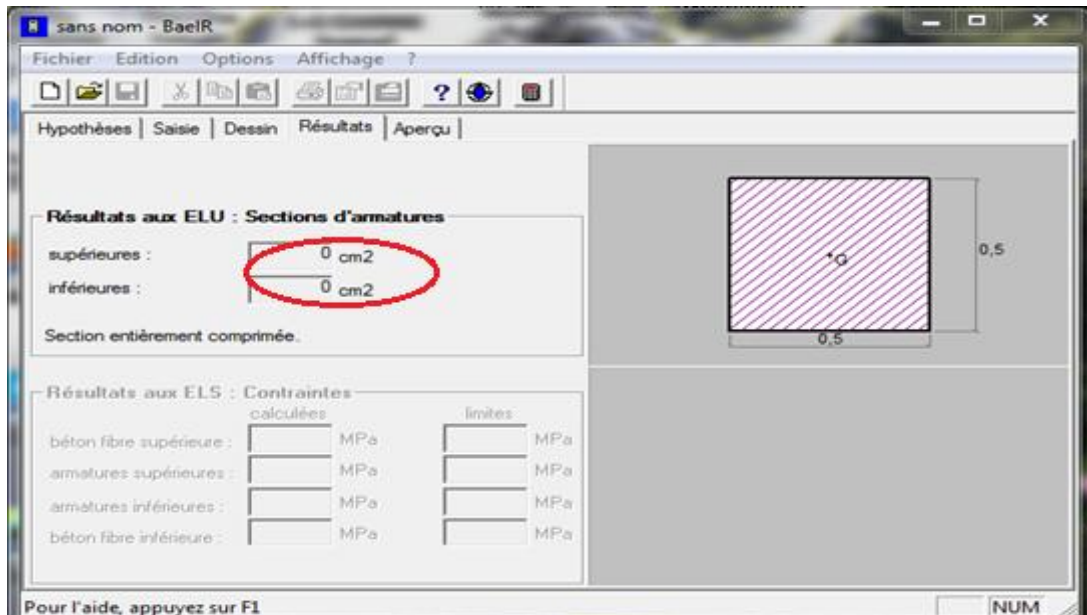 sans nom - BaelR
Fichier Edition Options Affichage ?
Hypothèses Saisie Dessin Résultats Aperçu
Résultats aux ELU : Sections d'armatures
supérieures : 0 cm2
inférieures : 0 cm2
Section entièrement comprimée.
G
0,5
0,5
Résultats aux ELS : Contraintes
calculées limites
béton fibre supérieure : MPa MPa
armatures supérieures : MPa MPa
armatures inférieures : MPa MPa
béton fibre inférieure : MPa MPa
Pour l'aide, appuyez sur F1 NUM